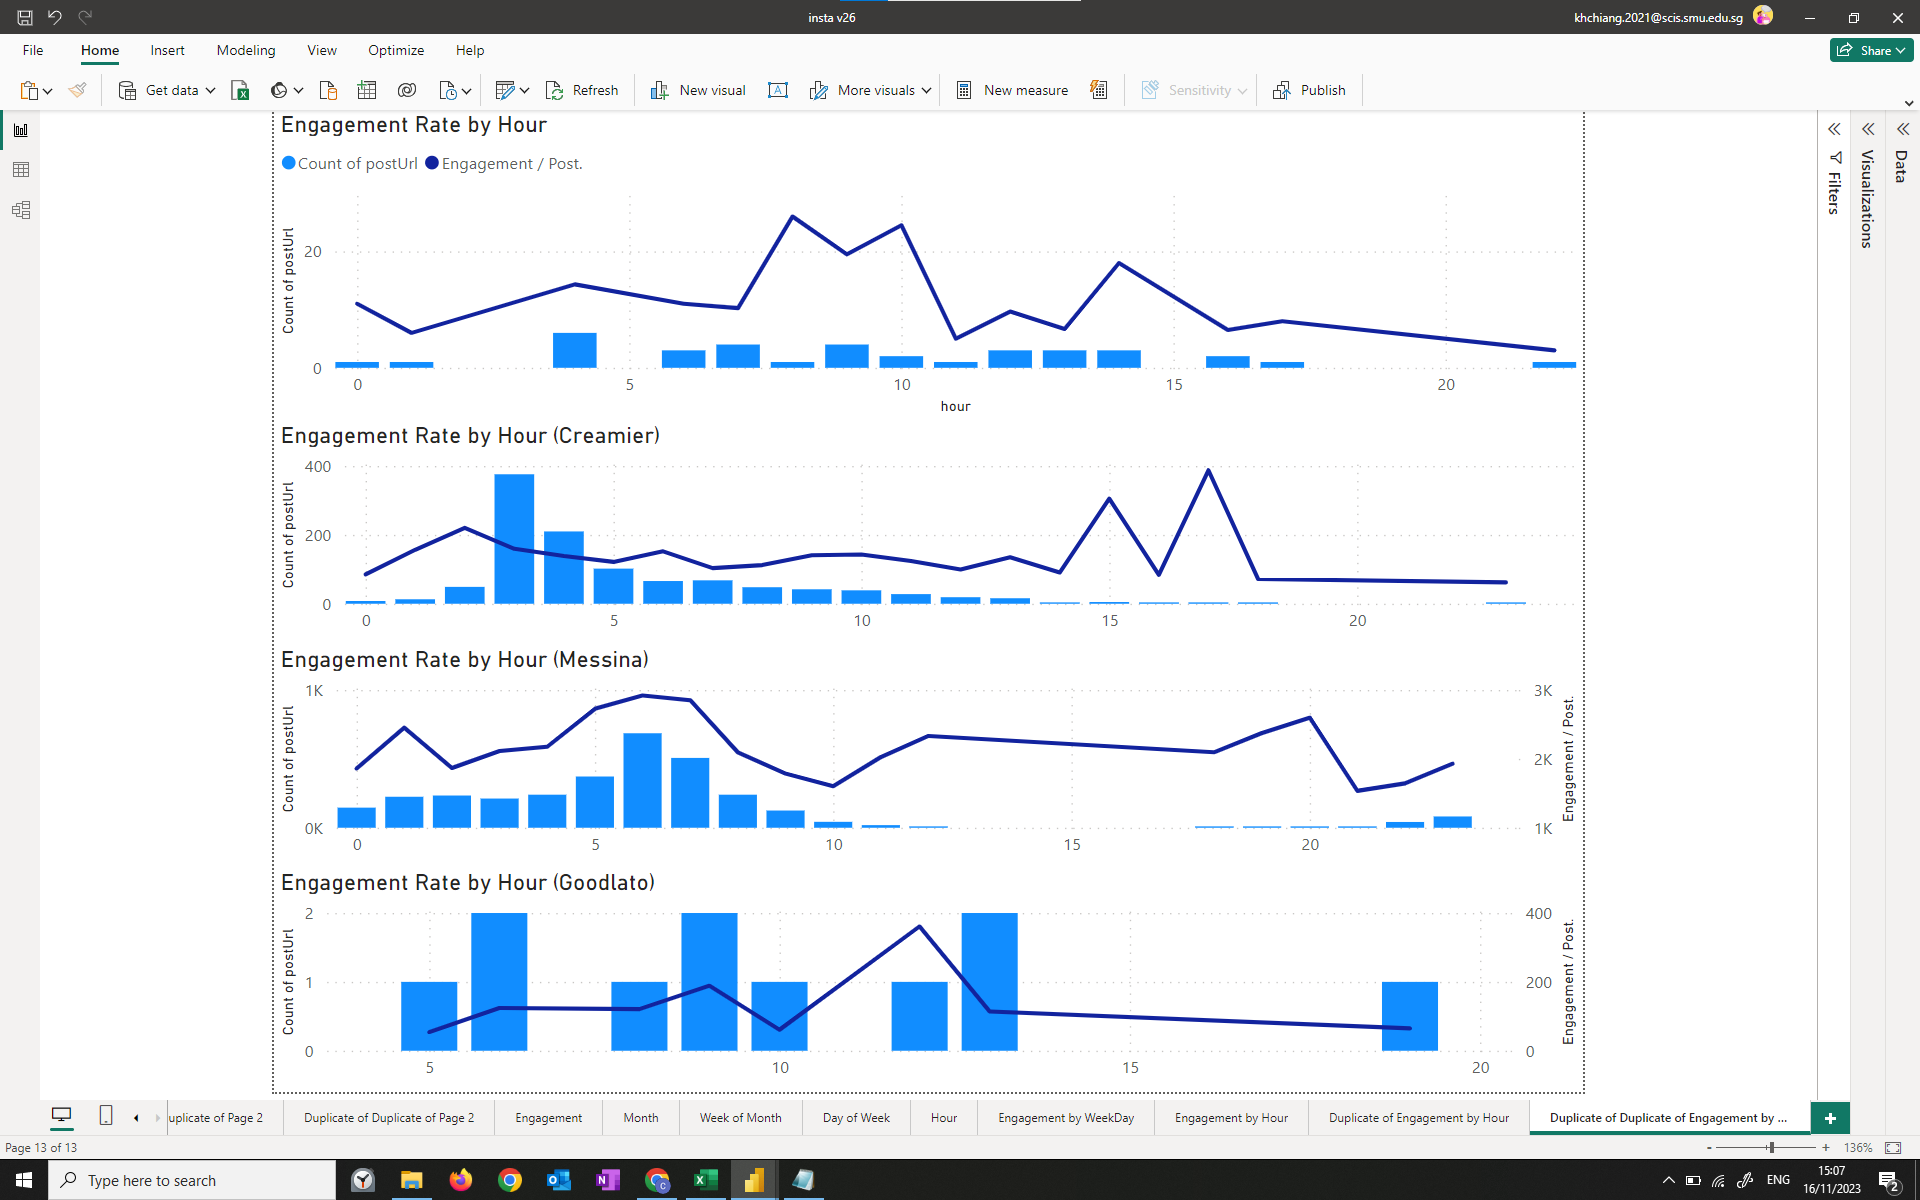 insta v26
khchiang.2021@scis.smu.edu.sg
File Home Insert Modeling View Optimize Help
Share
Get data
Refresh
New visual
More visuals
New measure
Sensitivity
Publish
Engagement Rate by Hour
Count of postUrl Engagement / Post.
Count of postUrl
20
0
0 5 10 15 20
hour
Engagement Rate by Hour (Creamier)
Count of postUrl
400
200
0
0 5 10 15 20
Engagement Rate by Hour (Messina)
Count of postUrl
1K
0K
3K
2K
1K
Engagement / Post.
0 5 10 15 20
Engagement Rate by Hour (Goodlato)
Count of postUrl
2
1
0
400
200
0
Engagement / Post.
5 10 15 20
Filters
Visualizations
Data
uplicate of Page 2
Duplicate of Duplicate of Page 2
Engagement
Month
Week of Month
Day of Week
Hour
Engagement by WeekDay
Engagement by Hour
Duplicate of Engagement by Hour
Duplicate of Duplicate of Engagement by ...
Page 13 of 13
- + 136%
Type here to search
ENG
15:07
16/11/2023
2